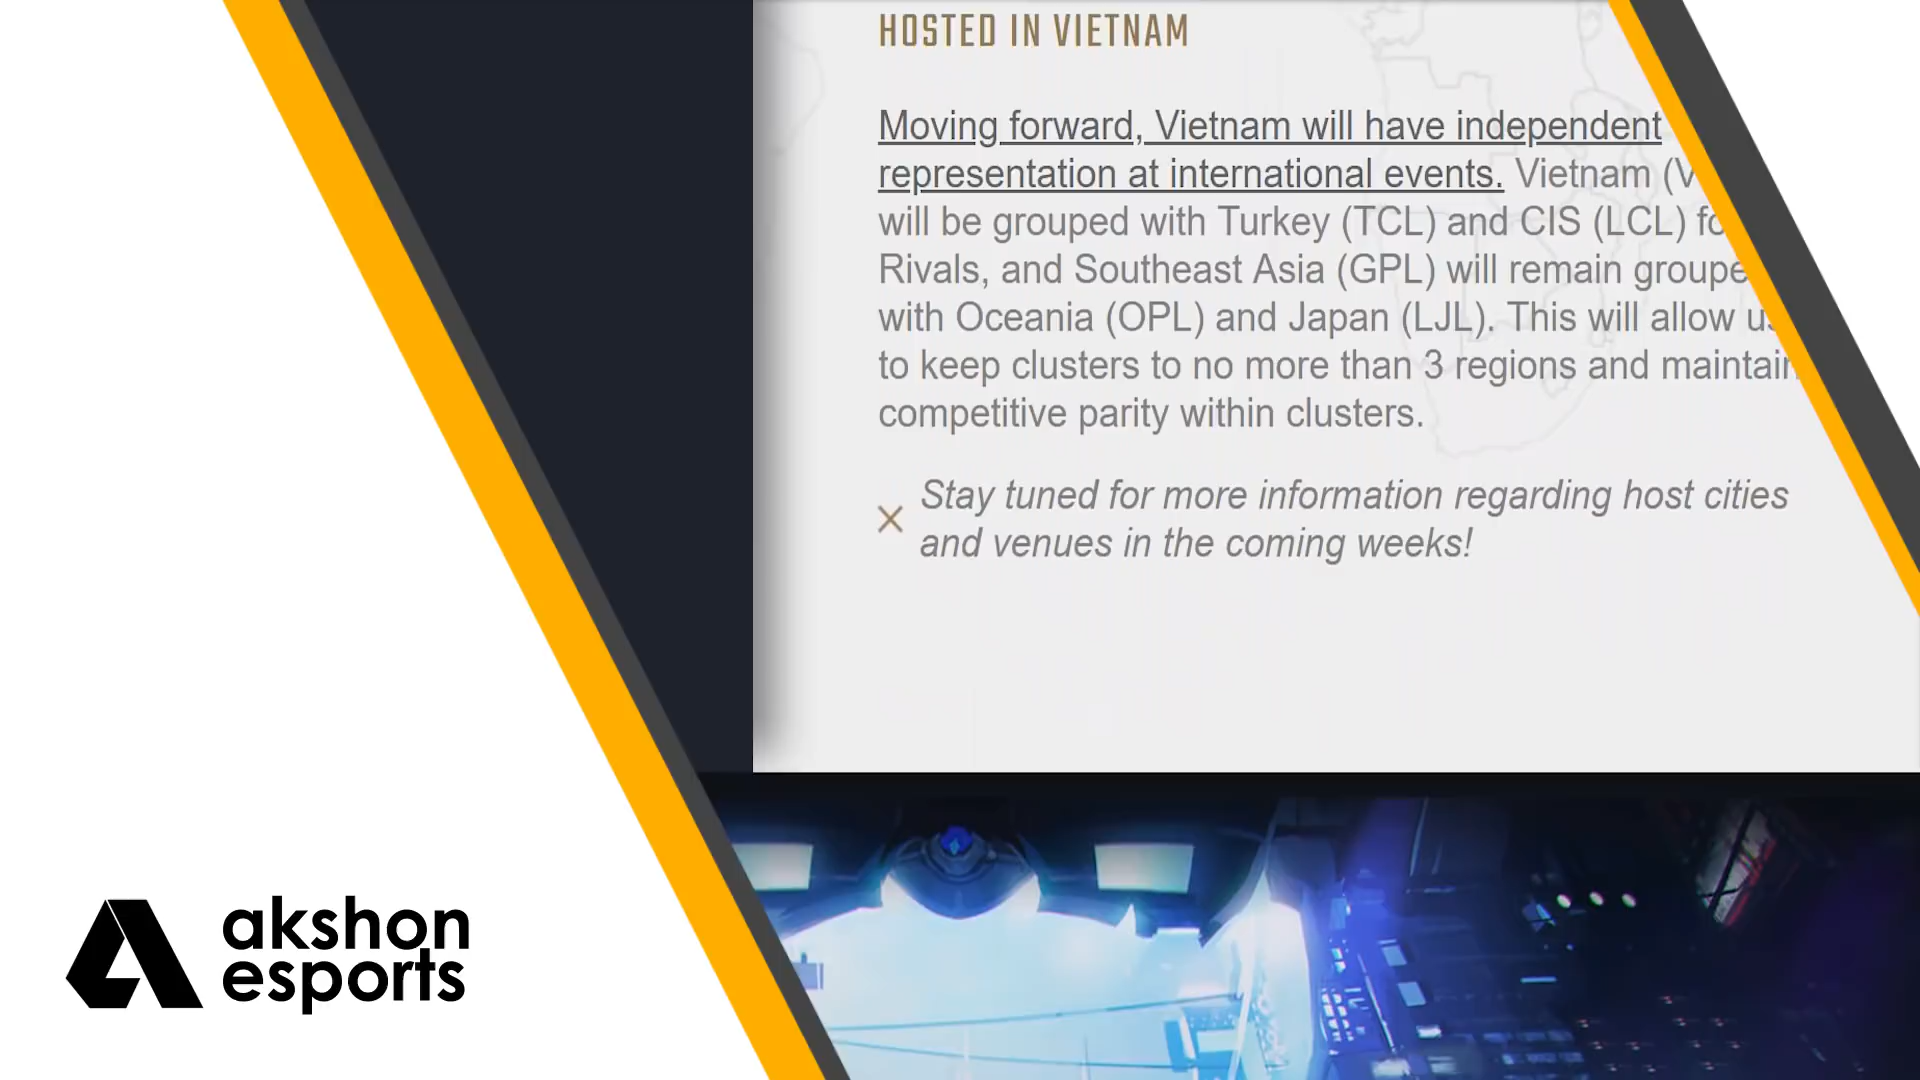 HOSTED IN VIETNAM
Moving forward, Vietnam will have independent
representation at international events. Vietnam
will be grouped with Turkey (TCL) and CIS (LCL)
Rivals, and Southeast Asia (GPL) will remain
with Oceania (OPL) and Japan (LJL). This will allow
to keep clusters to no more than 3 regions and maintain
competitive parity within clusters.
Stay tuned for more information regarding host cities
and venues in the coming weeks!
akshon
esports